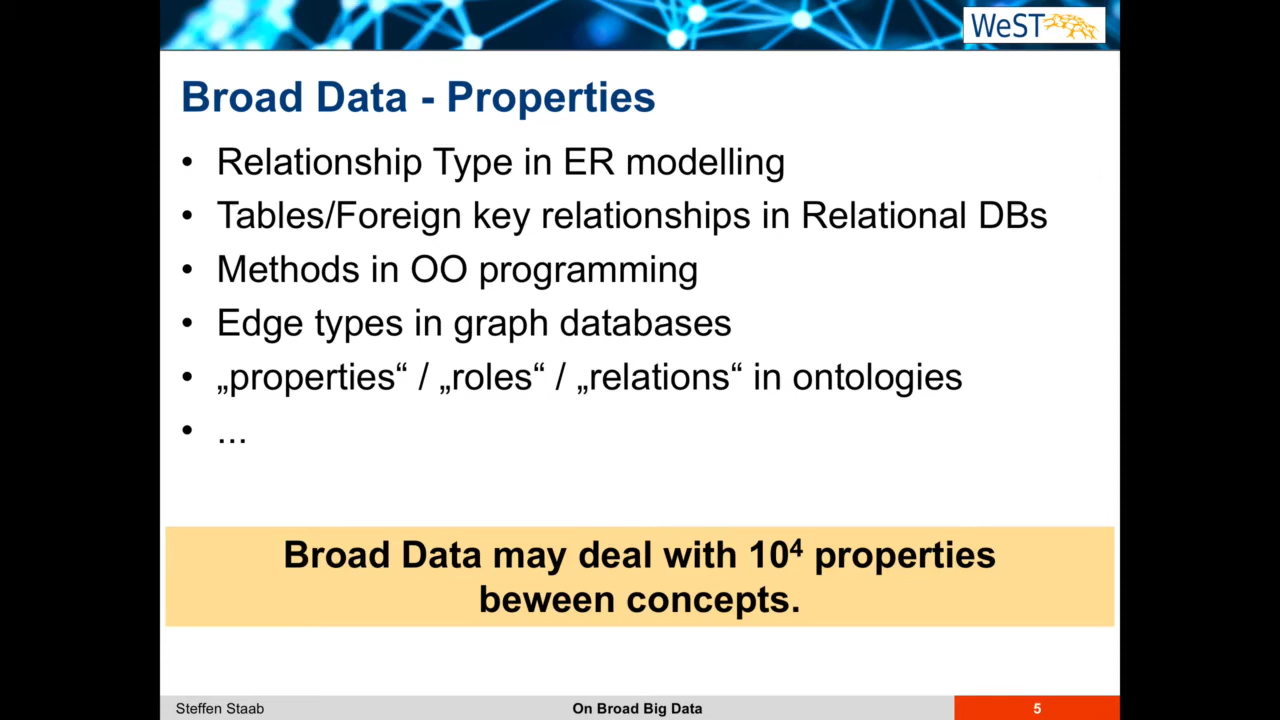 WeST
Broad Data - Properties
• Relationship Type in ER modelling
• Tables/Foreign key relationships in Relational DBs
• Methods in OO programming
• Edge types in graph databases
• „properties“ / „roles“ / „relations“ in ontologies
• ...
Broad Data may deal with 10⁴ properties
beween concepts.
Steffen Staab
On Broad Big Data
5